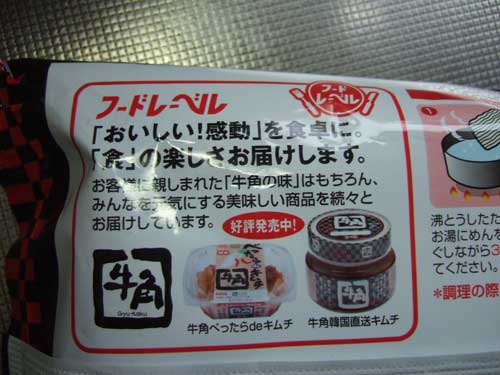 フードレーベル
フード
レーベル
「おいしい!感動」を食卓に。
「食」の楽しさお届けします。
お客様に親しまれた「牛角の味」はもちろん、
みんなを元気にする美味しい商品を続々と
お届けしています。
好評発売中!
牛角
Gyu-Kaku
牛角
牛角
牛角べったらdeキムチ
牛角韓国直送キムチ
1
沸とうしたた
お湯にめんを
ぐしながら3
てください。
*調理の際